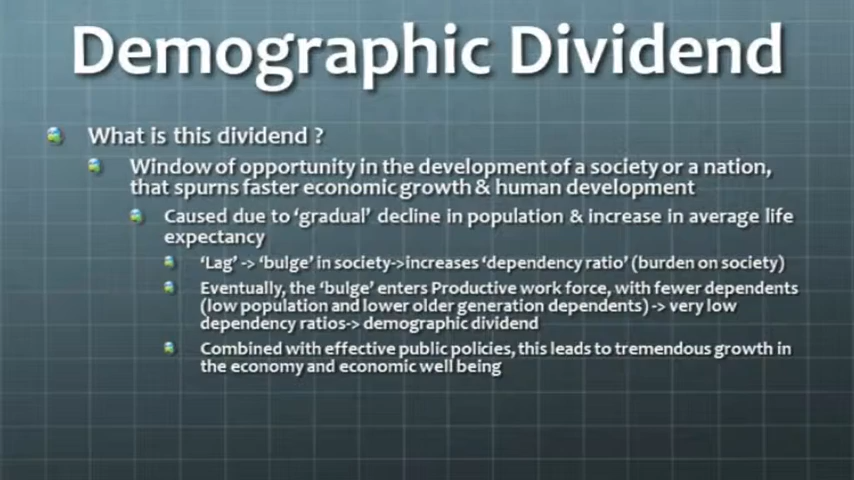 Demographic Dividend
What is this dividend ?
Window of opportunity in the development of a society or a nation,
that spurns faster economic growth & human development
Caused due to ‘gradual’ decline in population & increase in average life
expectancy
‘Lag’ -> ‘bulge’ in society->increases ‘dependency ratio’ (burden on society)
Eventually, the ‘bulge’ enters Productive work force, with fewer dependents
(low population and lower older generation dependents) -> very low
dependency ratios-> demographic dividend
Combined with effective public policies, this leads to tremendous growth in
the economy and economic well being